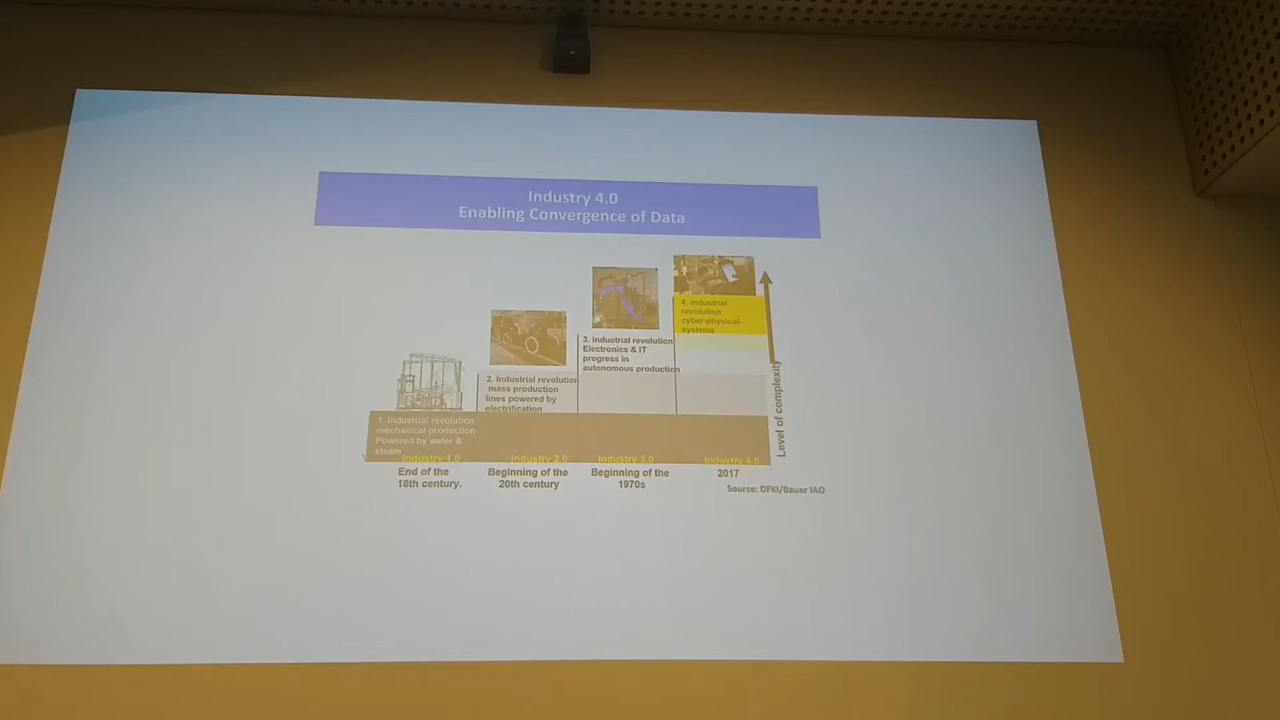 Industry 4.0
Enabling Convergence of Data
4. industrial
revolution
cyber-physical-
systems
3. Industrial revolution
Electronics & IT
progress in
autonomous production
2. Industrial revolution
mass production
lines powered by
electrification
1. Industrial revolution
mechanical production
Powered by water &
steam
Level of complexity
Industry 1.0
Industry 2.0
Industry 3.0
Industry 4.0
End of the
18th century.
Beginning of the
20th century
Beginning of the
1970s
2017
Source: DFKI/Bauer IAO